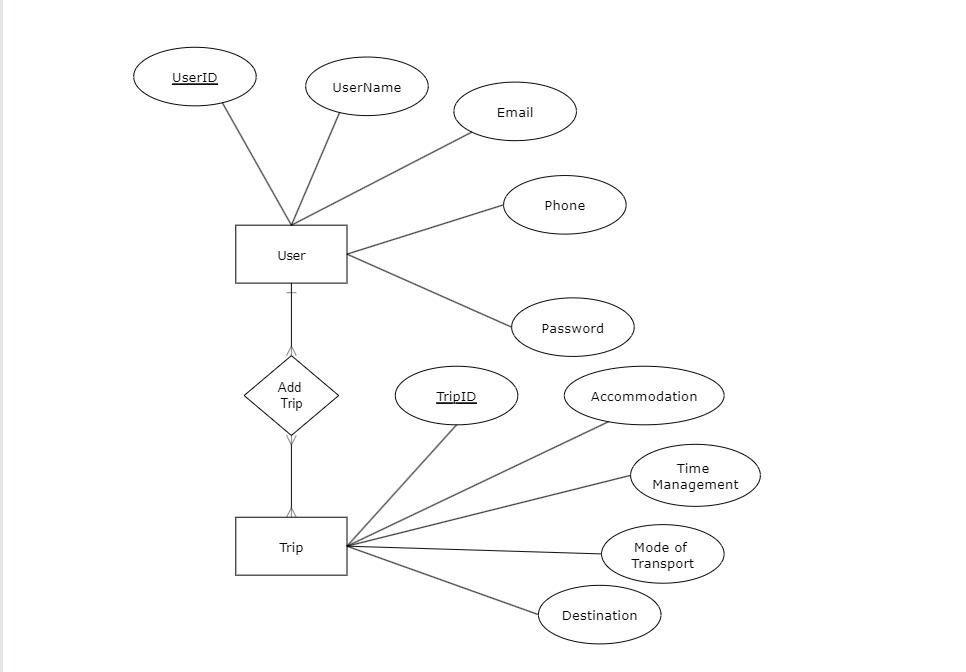 UserID
UserName
Email
Phone
User
Password
Add
Trip
TripID
Accommodation
Time
Management
Mode of
Transport
Trip
Destination